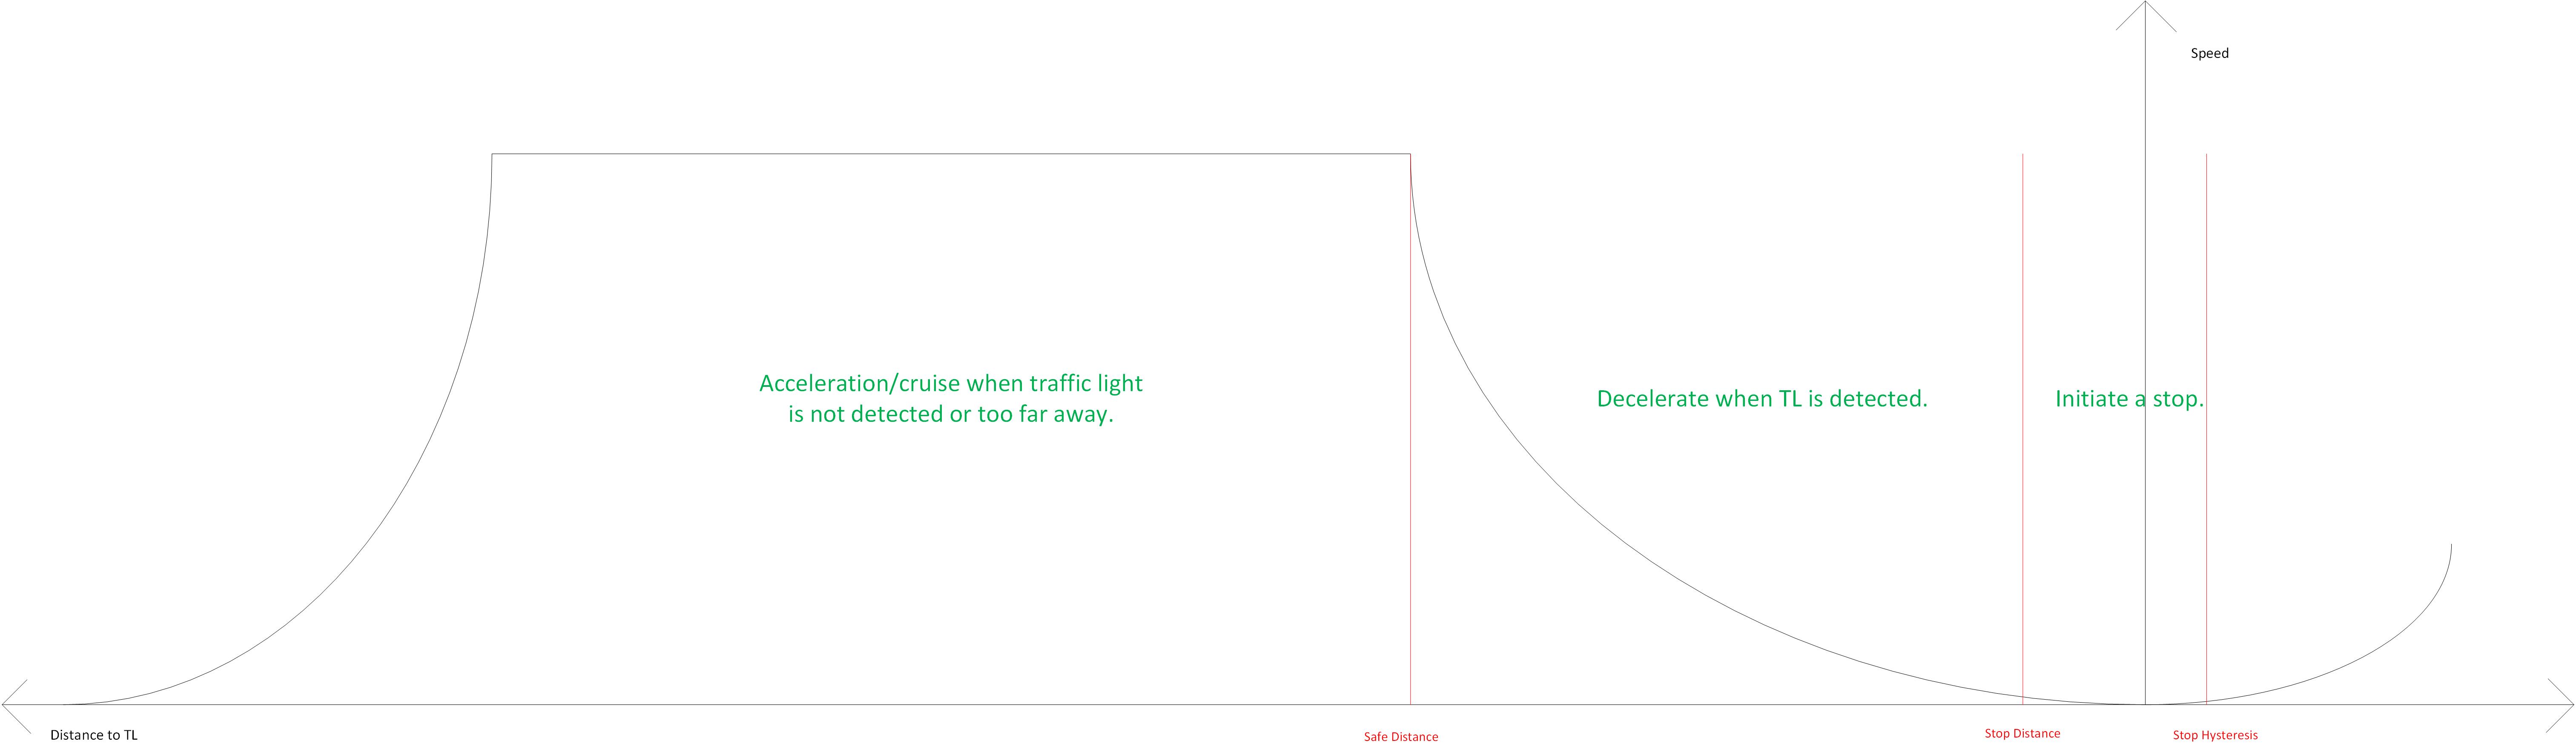 Speed
Acceleration/cruise when traffic light
is not detected or too far away.
Decelerate when TL is detected.
Initiate a stop.
Distance to TL
Safe Distance
Stop Distance
Stop Hysteresis